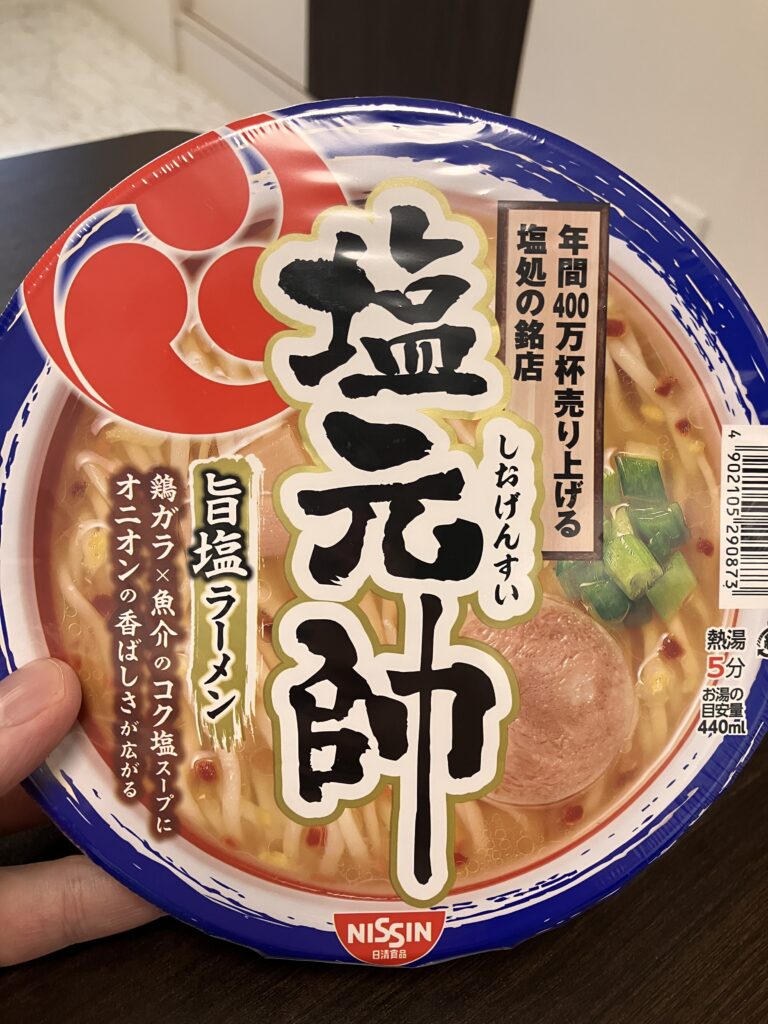 年間400万杯売り上げる
塩処の銘店
塩元帥
しおげんすい
旨塩ラーメン
鶏ガラ×魚介のコク塩スープに
オニオンの香ばしさが広がる
4902105290873
熱湯
5分
お湯の
目安量
440ml
NISSIN
日清食品